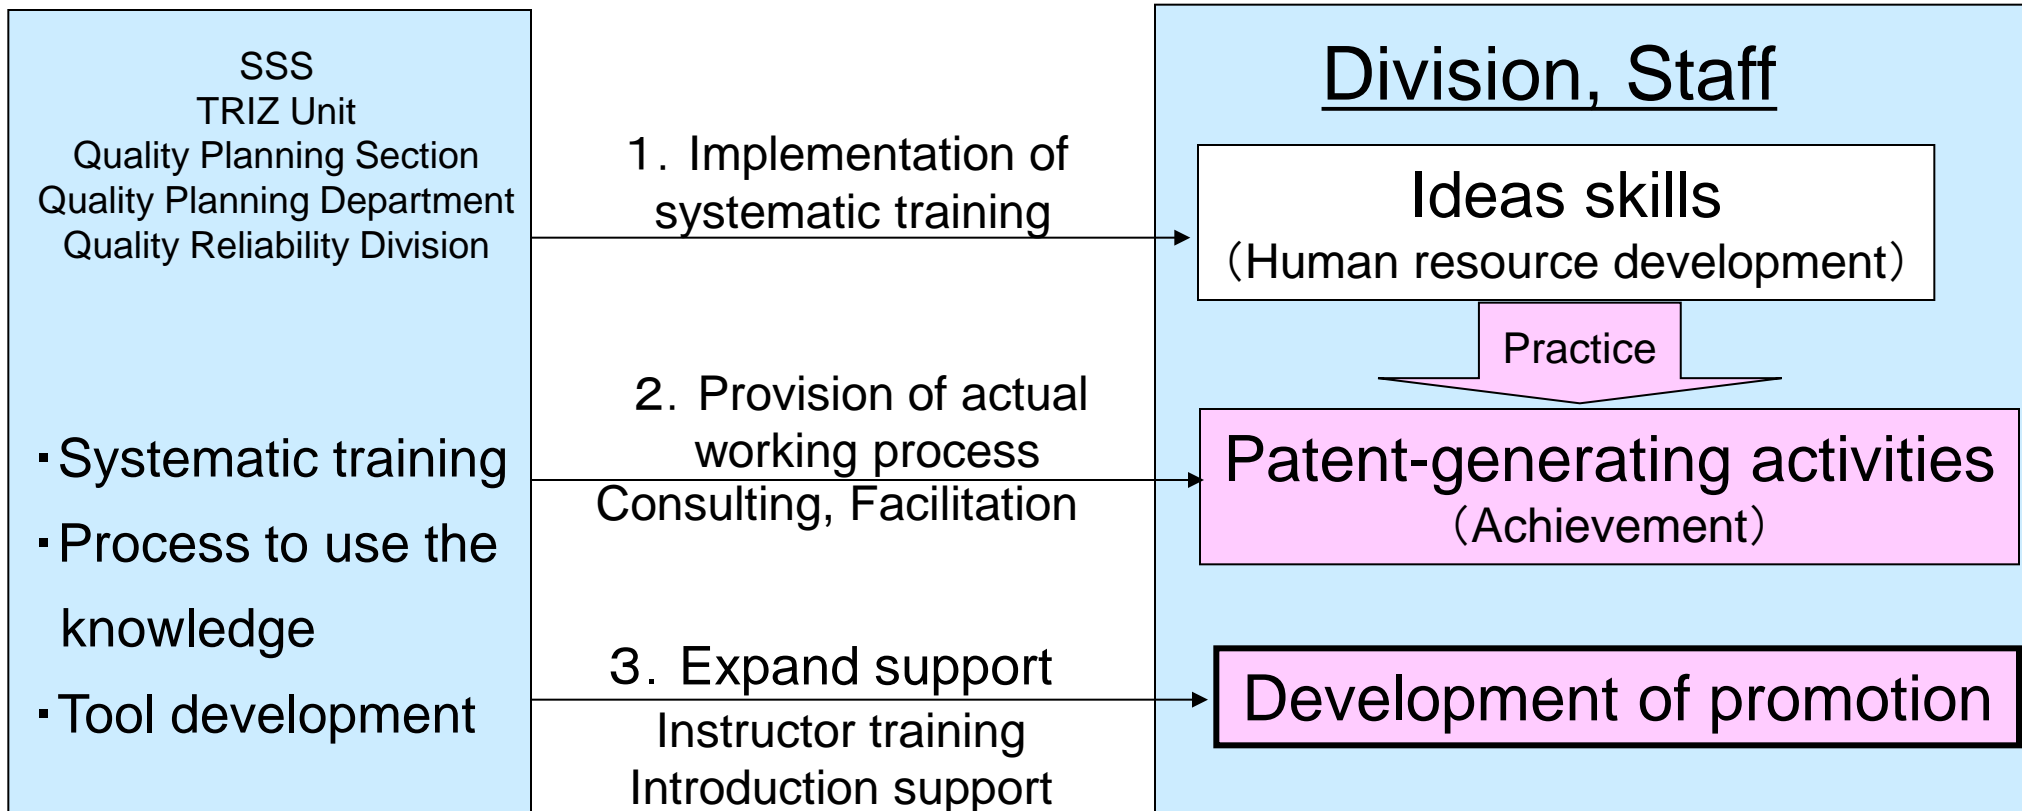 SSS
TRIZ Unit
Quality Planning Section
Quality Planning Department
Quality Reliability Division
・Systematic training
・Process to use the
knowledge
・Tool development
１．Implementation of
systematic training
２．Provision of actual
working process
Consulting, Facilitation
３．Expand support
Instructor training
Introduction support
Division, Staff
Ideas skills
（Human resource development）
Practice
Patent-generating activities
（Achievement）
Development of promotion